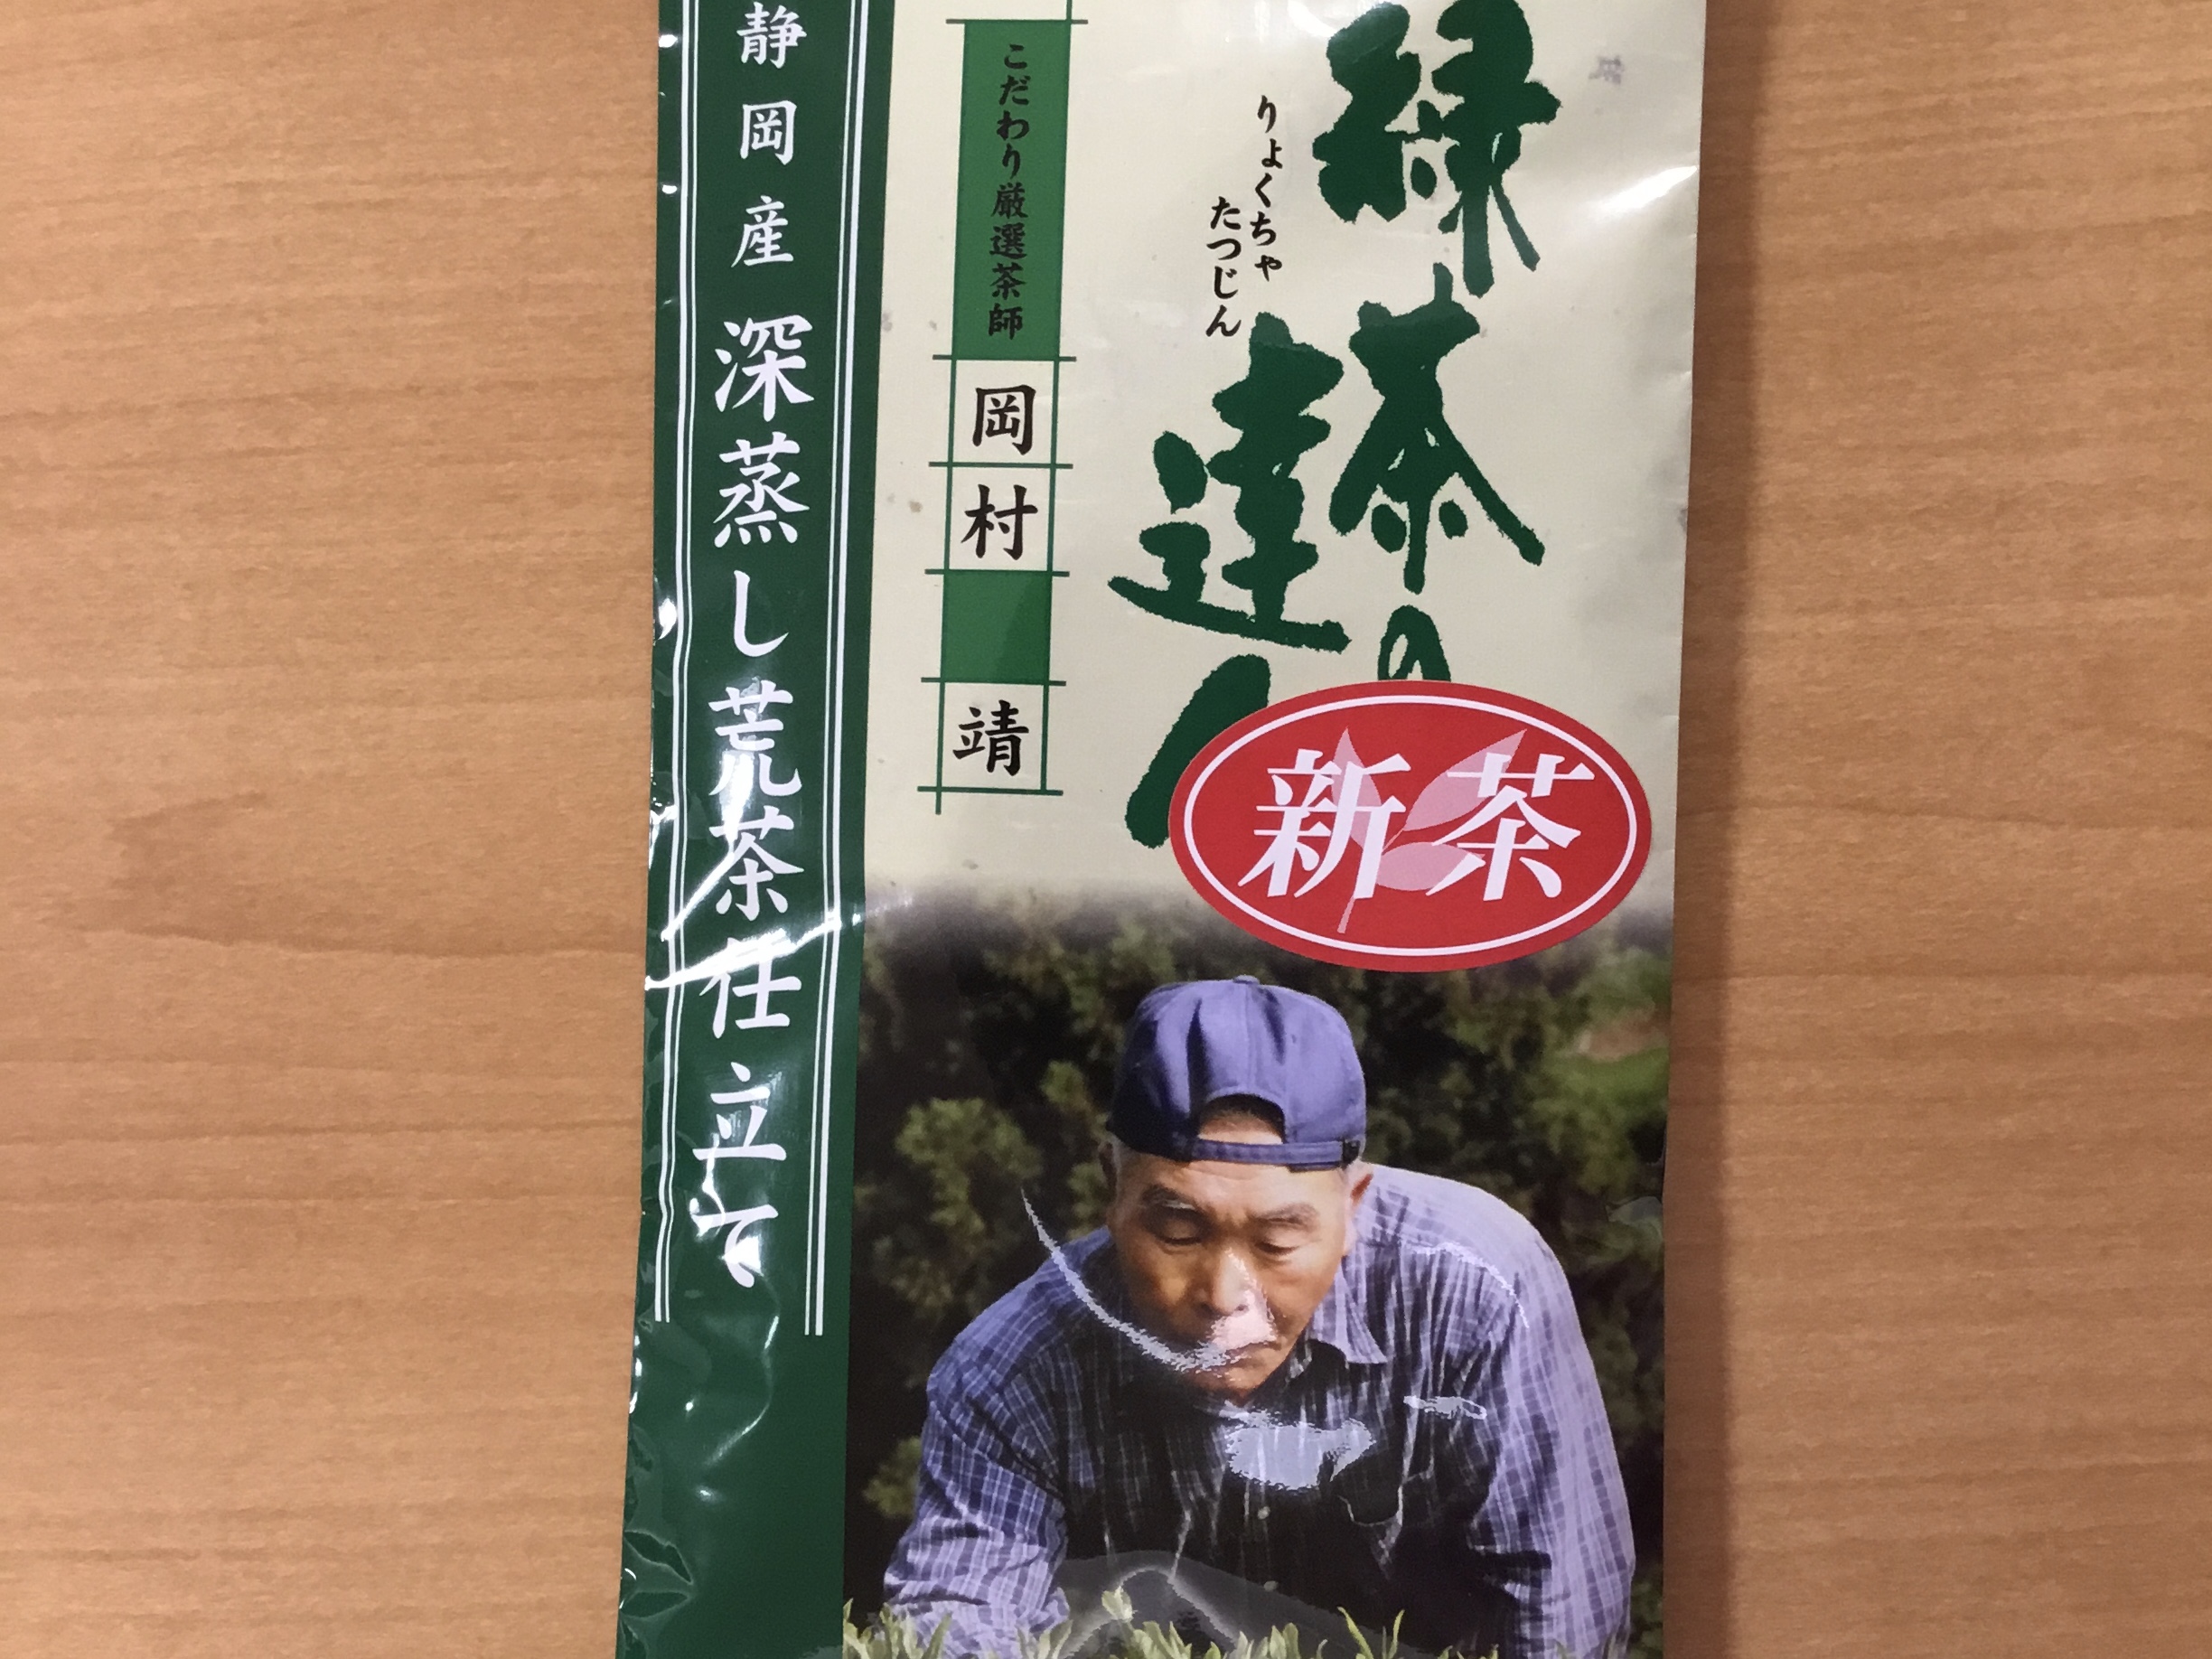 緑茶の
達人
りょくちゃ
たつじん
新茶
こだわり厳選茶師
岡村 靖
静岡産 深蒸し荒茶仕立て